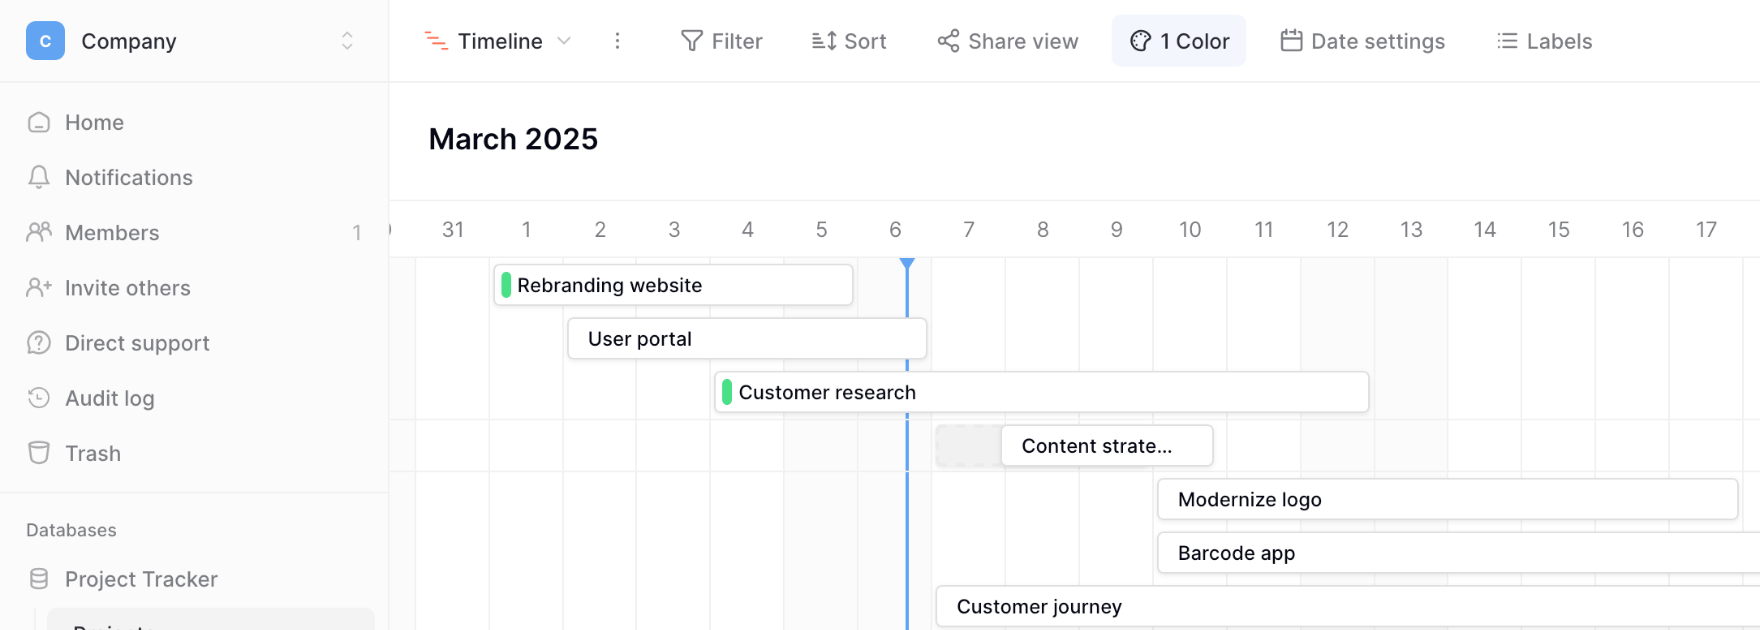 C Company
Timeline
Filter
Sort
Share view
1 Color
Date settings
Labels
Home
Notifications
Members 1
Invite others
Direct support
Audit log
Trash
Databases
Project Tracker
March 2025
31 1 2 3 4 5 6 7 8 9 10 11 12 13 14 15 16 17
Rebranding website
User portal
Customer research
Content strate...
Modernize logo
Barcode app
Customer journey